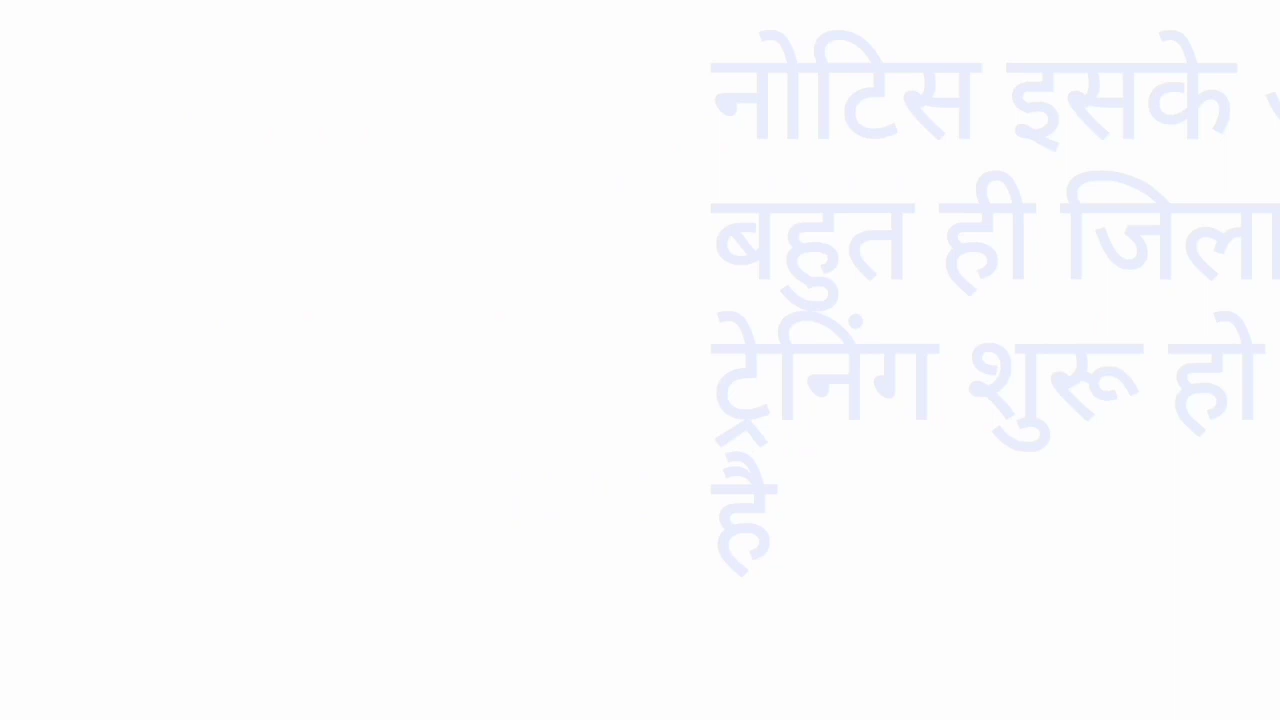 नोटिस इसके
बहुत ही जिला
ट्रेनिंग शुरू हो
है